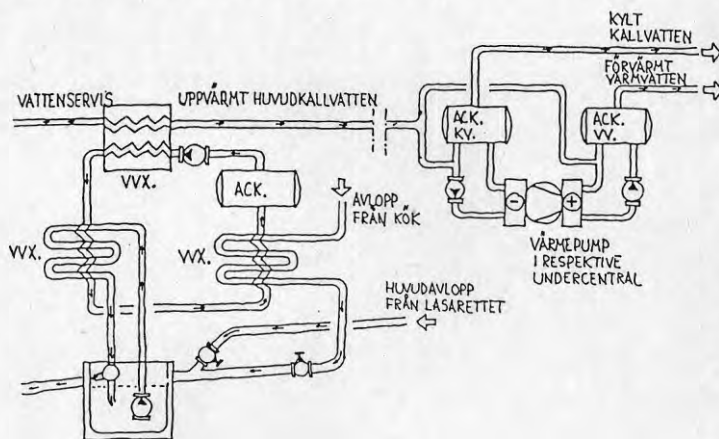 KYLT
KALLVATTEN
FÖRVÄRMT
VARMVATTEN
VATTENSERVIS
UPPVÄRMT HUVUDKALLVATTEN
ACK.
KV.
ACK.
VV.
VVX.
ACK.
AVLOPP
FRÅN KÖK
VVX.
VVX.
VÄRMEPUMP
I RESPEKTIVE
UNDERCENTRAL
HUVUDAVLOPP
FRÅN LASARETTET